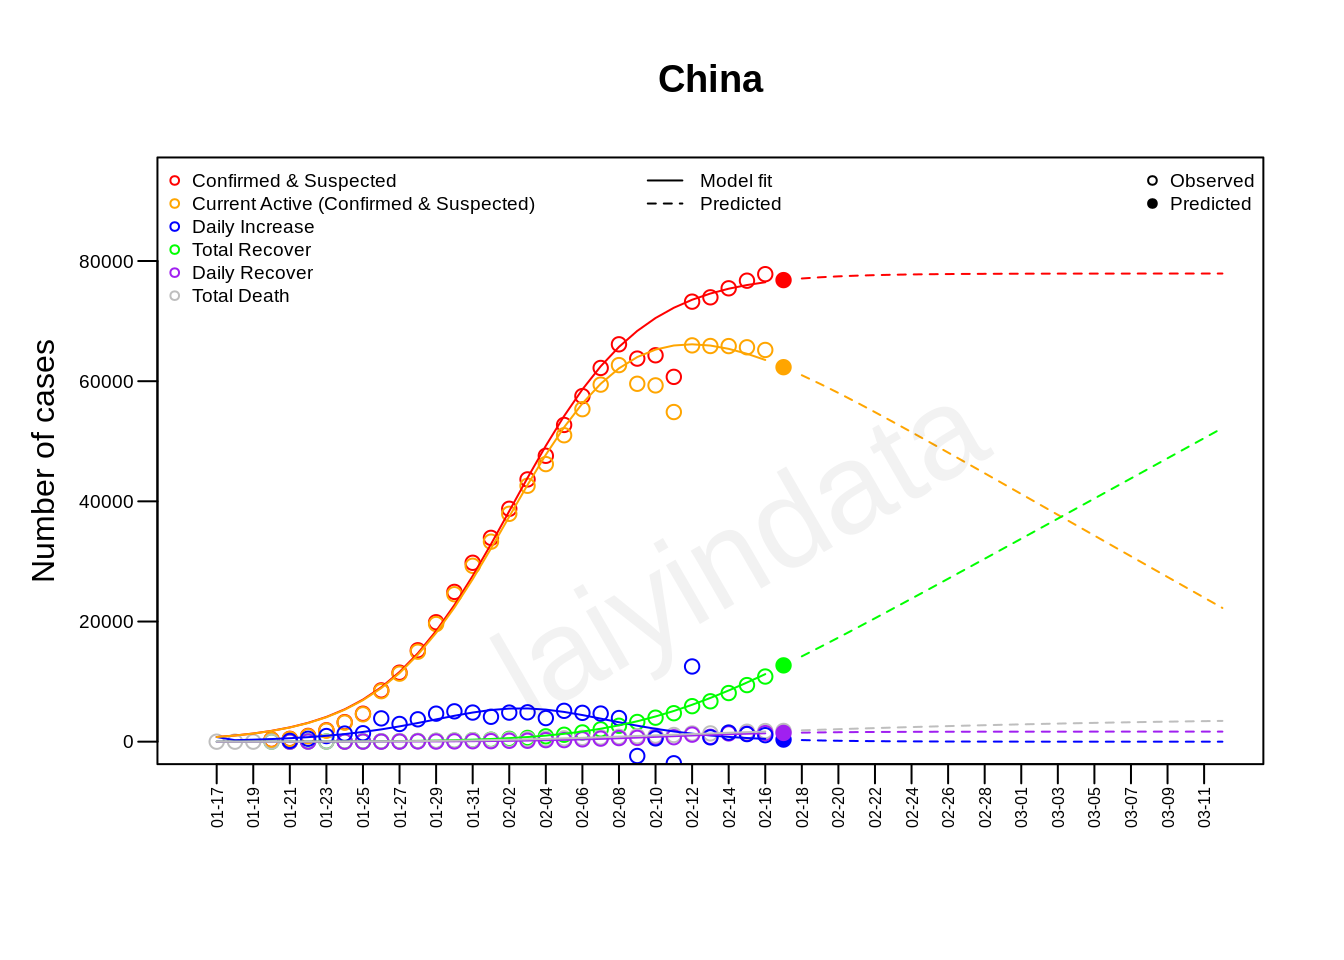 China
Confirmed & Suspected
Current Active (Confirmed & Suspected)
Daily Increase
Total Recover
Daily Recover
Total Death
Model fit
Predicted
Observed
Predicted
Number of cases
80000
60000
40000
20000
0
laiyindata
01-17
01-19
01-21
01-23
01-25
01-27
01-29
01-31
02-02
02-04
02-06
02-08
02-10
02-12
02-14
02-16
02-18
02-20
02-22
02-24
02-26
02-28
03-01
03-03
03-05
03-07
03-09
03-11